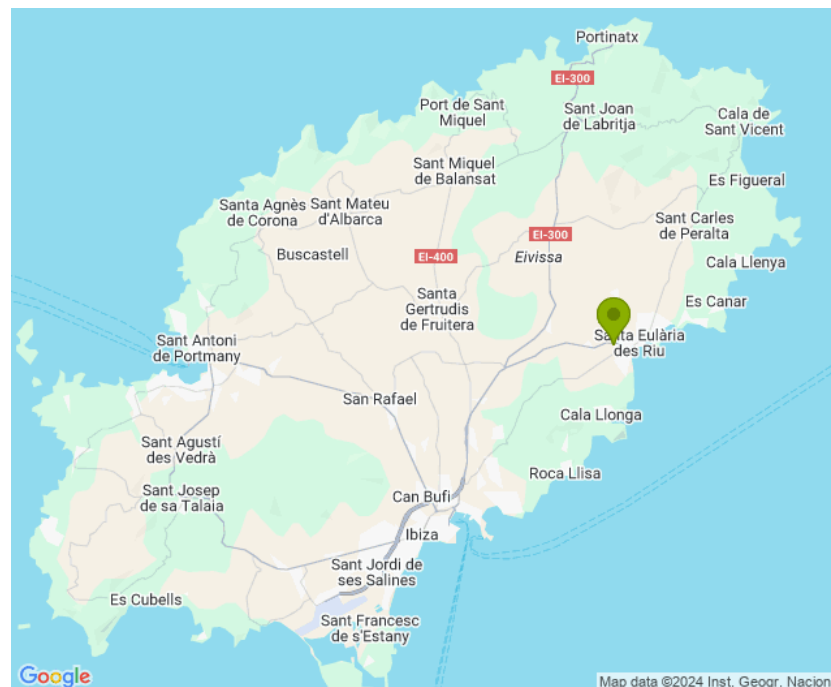 Portinatx
EI-300
Port de Sant
Miquel
Sant Joan
de Labritja
Cala de
Sant Vicent
Sant Miquel
de Balansat
Es Figueral
Santa Agnès
de Corona
Sant Mateu
d'Albarca
Sant Carles
de Peralta
EI-300
Buscastell
EI-400
Eivissa
Cala Llenya
Santa
Gertrudis
de Fruitera
Es Canar
Sant Antoni
de Portmany
Santa Eulària
des Riu
San Rafael
Cala Llonga
Sant Agustí
des Vedrà
Roca Llisa
Sant Josep
de sa Talaia
Can Bufi
Ibiza
Sant Jordi de
ses Salines
Es Cubells
Sant Francesc
de s'Estany
Google
Map data ©2024 Inst. Geogr. Nacion